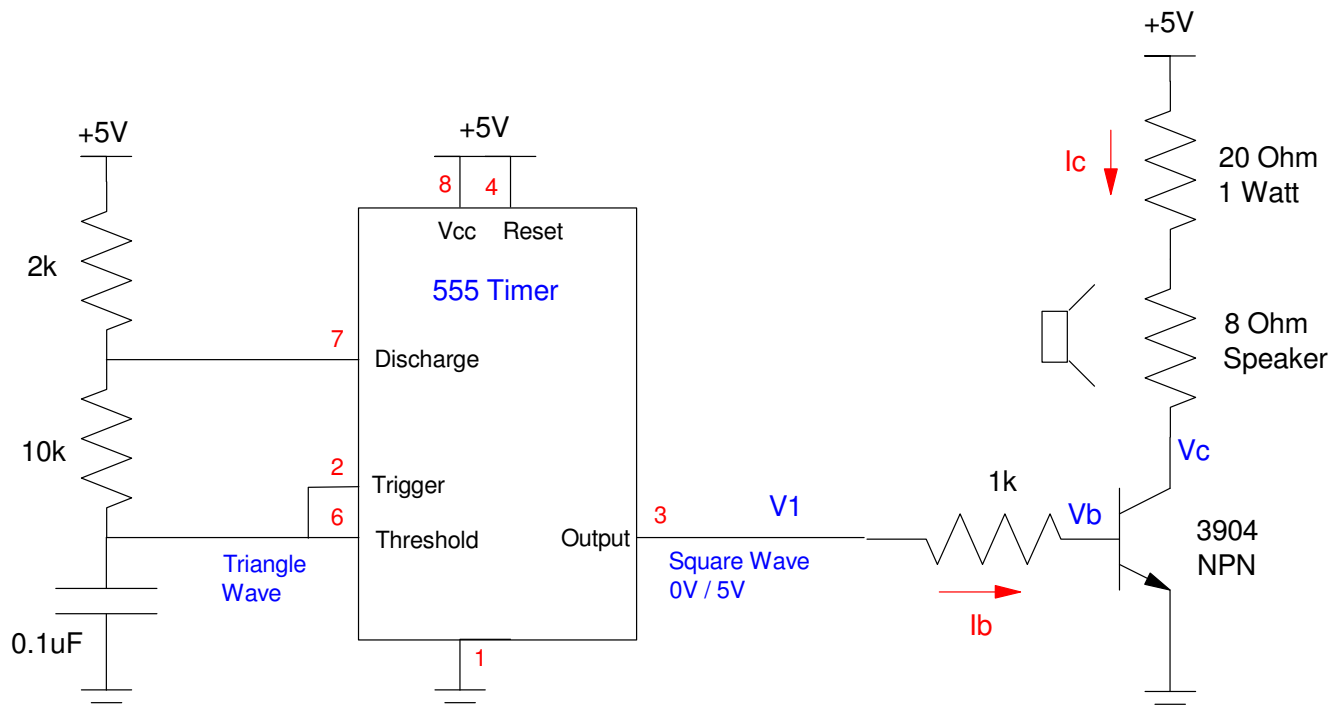 +5V
+5V
+5V
8
4
Ic
20 Ohm
1 Watt
Vcc
Reset
2k
555 Timer
7
Discharge
8 Ohm
Speaker
10k
2
Trigger
Vc
1k
6
Threshold
Output
3
V1
Vb
3904
NPN
Triangle
Wave
Square Wave
0V / 5V
Ib
0.1uF
1